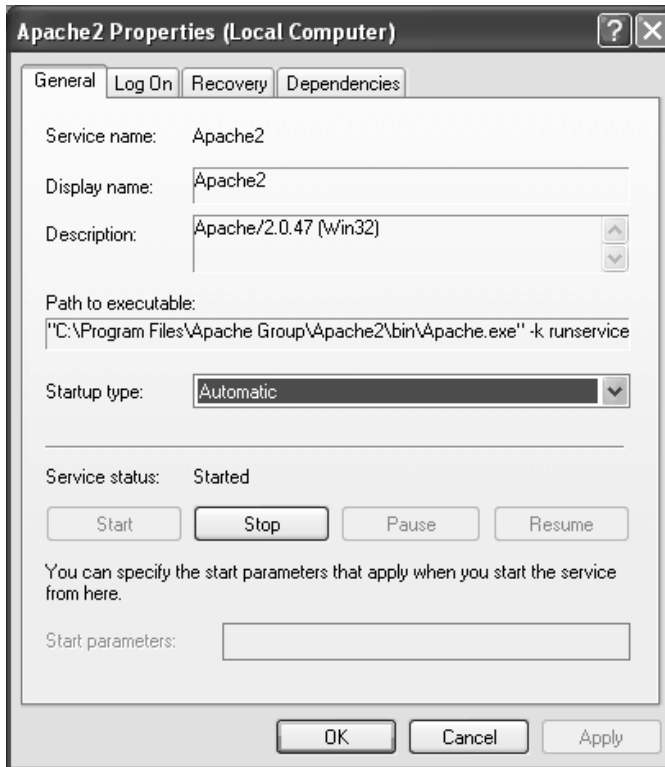 Apache2 Properties (Local Computer)
General Log On Recovery Dependencies
Service name: Apache2
Display name: Apache2
Description: Apache/2.0.47 (Win32)
Path to executable:
"C:\Program Files\Apache Group\Apache2\bin\Apache.exe" -k runservice
Startup type: Automatic
Service status: Started
Start Stop Pause Resume
You can specify the start parameters that apply when you start the service
from here.
Start parameters:
OK Cancel Apply